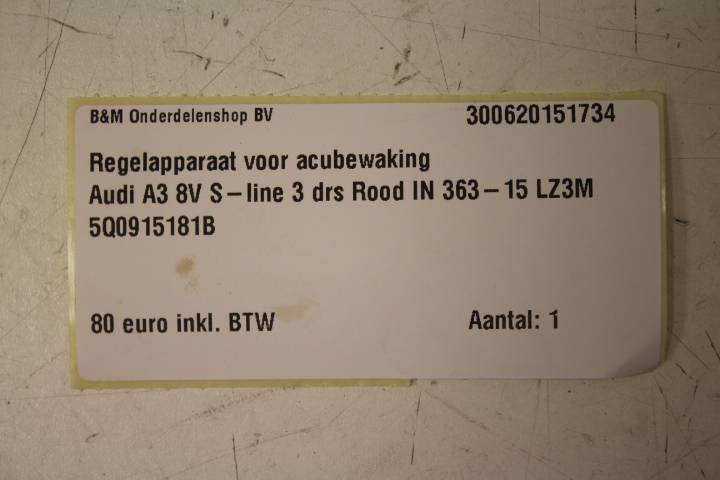 B&M Onderdelenshop BV 300620151734
Regelapparaat voor acubewaking
Audi A3 8V S-line 3 drs Rood IN 363-15 LZ3M
5Q0915181B
80 euro inkl. BTW Aantal: 1